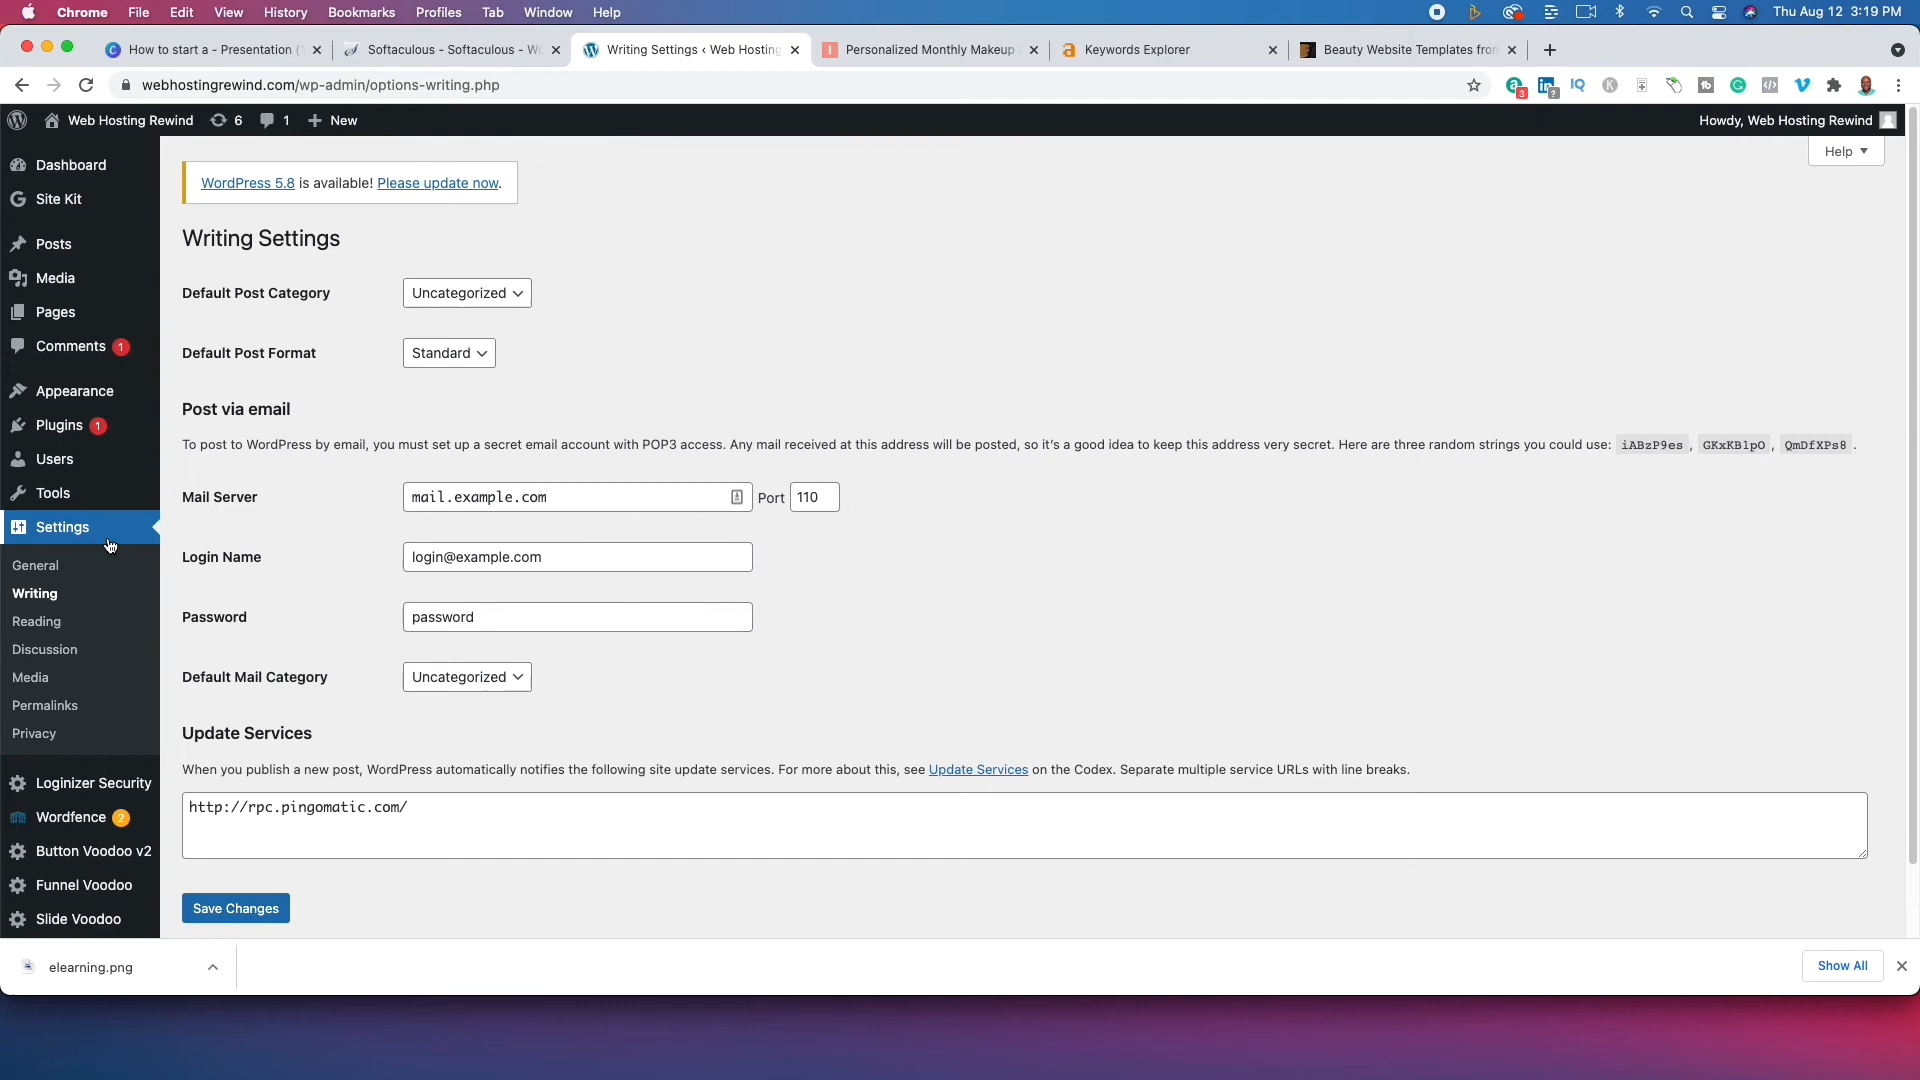 Chrome File Edit View History Bookmarks Profiles Tab Window Help Thu Aug 12 3:19 PM
How to start a - Presentation ( Softaculous - Softaculous - W Writing Settings ‹ Web Hosting Personalized Monthly Makeup Keywords Explorer Beauty Website Templates from
webhostingrewind.com/wp-admin/options-writing.php
Web Hosting Rewind 6 1 + New Howdy, Web Hosting Rewind
Help
Dashboard
Site Kit
Posts
Media
Pages
Comments 1
Appearance
Plugins 1
Users
Tools
Settings
General
Writing
Reading
Discussion
Media
Permalinks
Privacy
Loginizer Security
Wordfence 2
Button Voodoo v2
Funnel Voodoo
Slide Voodoo
WordPress 5.8 is available! Please update now.
Writing Settings
Default Post Category Uncategorized
Default Post Format Standard
Post via email
To post to WordPress by email, you must set up a secret email account with POP3 access. Any mail received at this address will be posted, so it's a good idea to keep this address very secret. Here are three random strings you could use: iABzP9es , GKxKBlpO , QmDfXPs8 .
Mail Server mail.example.com Port 110
Login Name login@example.com
Password password
Default Mail Category Uncategorized
Update Services
When you publish a new post, WordPress automatically notifies the following site update services. For more about this, see Update Services on the Codex. Separate multiple service URLs with line breaks.
http://rpc.pingomatic.com/
Save Changes
elearning.png Show All